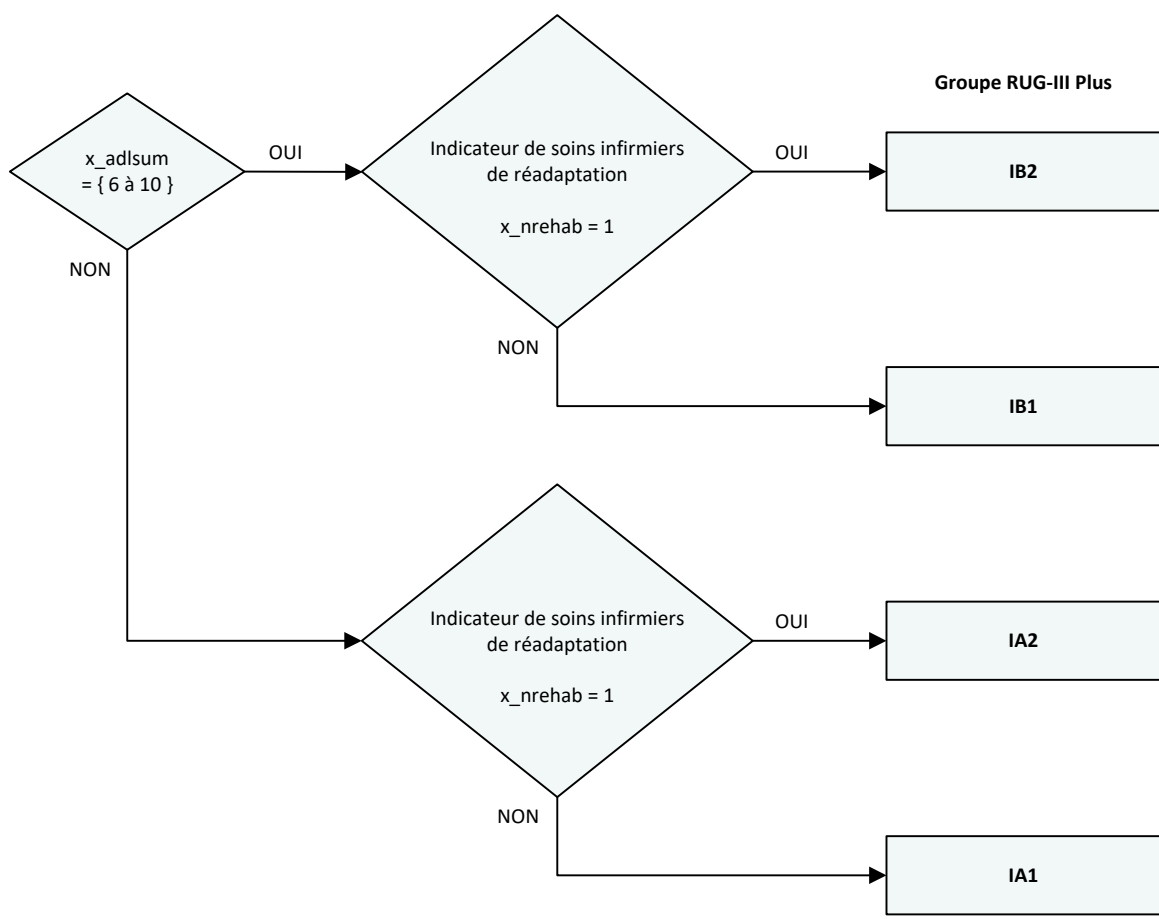 Groupe RUG-III Plus
x_adlsum
= { 6 à 10 }
OUI
Indicateur de soins infirmiers
de réadaptation
x_nrehab = 1
OUI
IB2
NON
NON
IB1
Indicateur de soins infirmiers
de réadaptation
x_nrehab = 1
OUI
IA2
NON
IA1